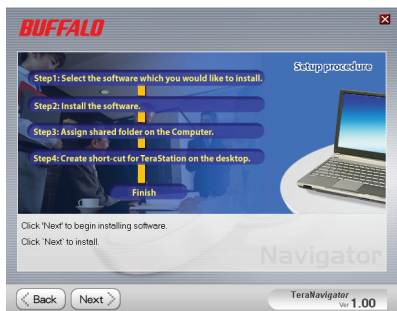 BUFFALO
Setup procedure
Step1: Select the software which you would like to install.
Step2: Install the software.
Step3: Assign shared folder on the Computer.
Step4: Create short-cut for TeraStation on the desktop.
Finish
Click 'Next' to begin installing software.
Click `Next` to install.
Navigator
Back
Next
TeraNavigator
Ver 1.00